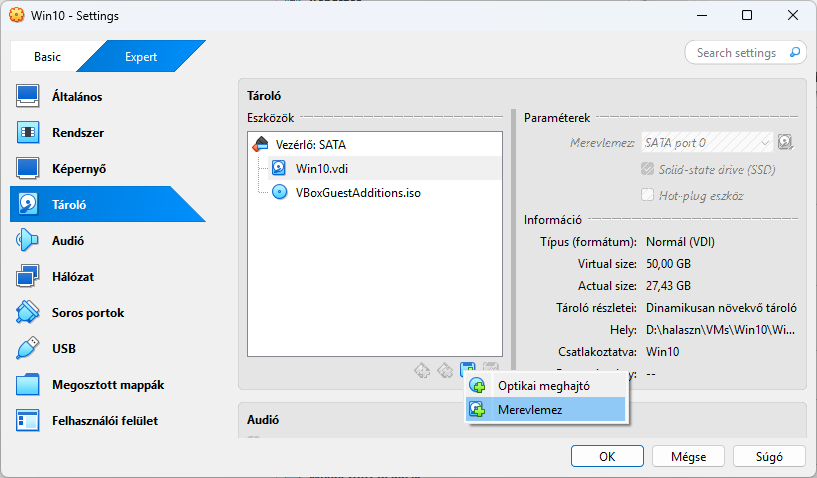 Win10 - Settings
Basic
Expert
Search settings
Általános
Rendszer
Képernyő
Tároló
Audió
Hálózat
Soros portok
USB
Megosztott mappák
Felhasználói felület
Tároló
Eszközök
Vezérlő: SATA
Win10.vdi
VBoxGuestAdditions.iso
Paraméterek
Merevlemez: SATA port 0
Solid-state drive (SSD)
Hot-plug eszköz
Információ
Típus (formátum): Normál (VDI)
Virtual size: 50,00 GB
Actual size: 27,43 GB
Tároló részletei: Dinamikusan növekvő tároló
Hely: D:\halaszn\VMs\Win10\Wi...
Csatlakoztatva: Win10
--
Optikai meghajtó
Merevlemez
Audió
OK
Mégse
Súgó